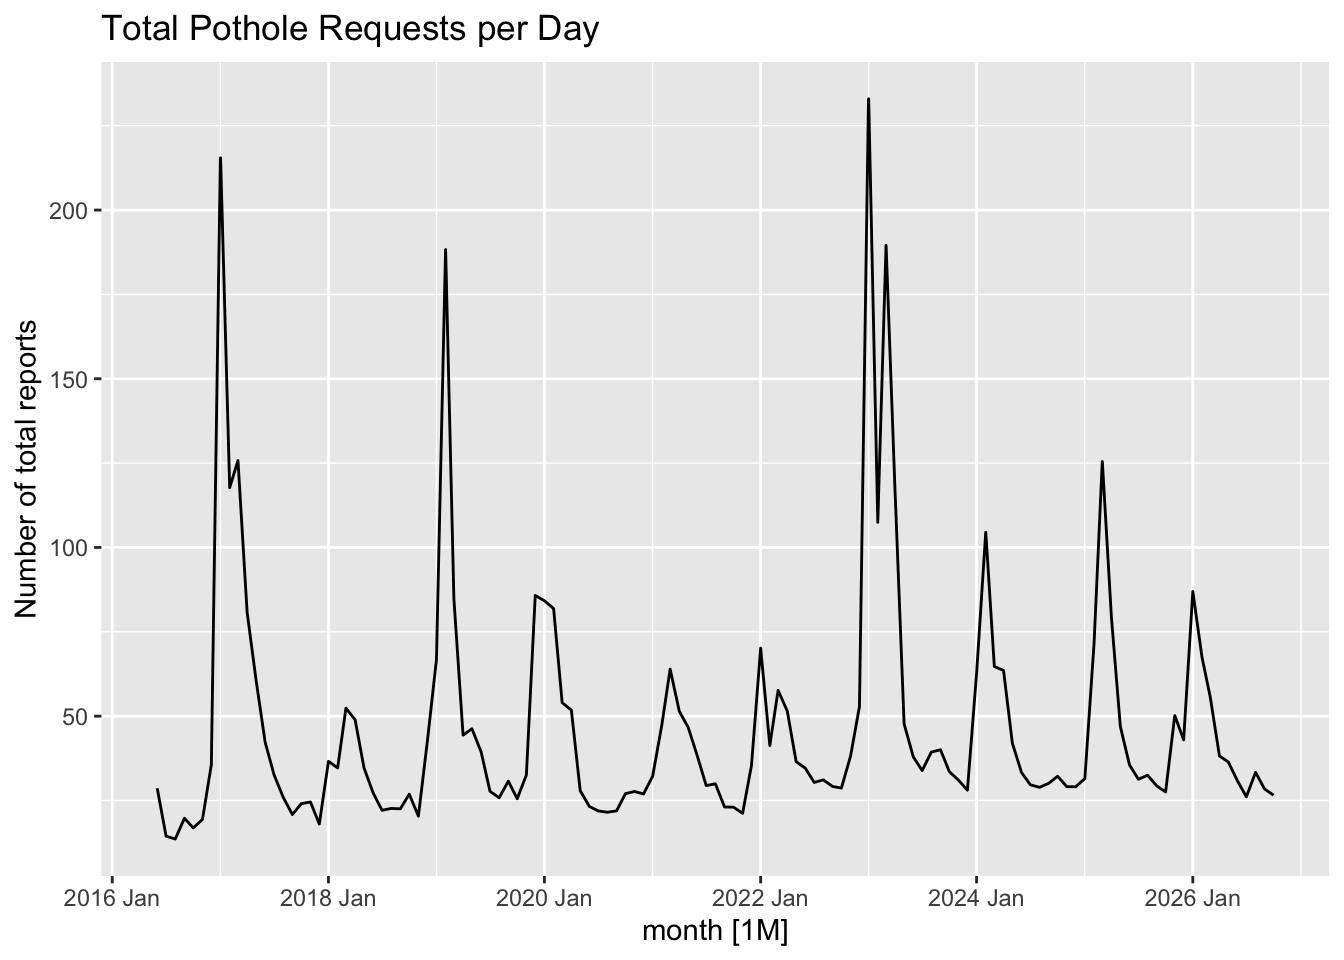 Total Pothole Requests per Day
Number of total reports
200
150
100
50
2016 Jan
2018 Jan
2020 Jan
2022 Jan
2024 Jan
2026 Jan
month [1M]